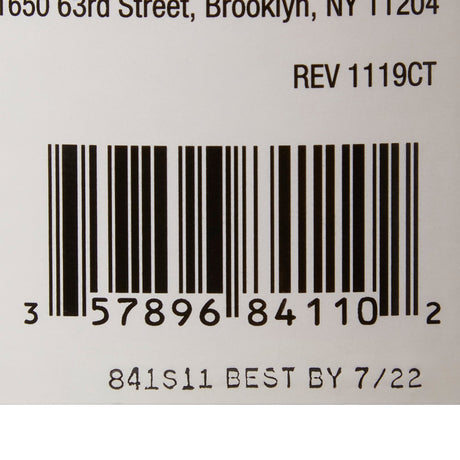 1650 63rd Street, Brooklyn, NY 11204
REV 1119CT
3 57896 84110 2
841S11 BEST BY 7/22